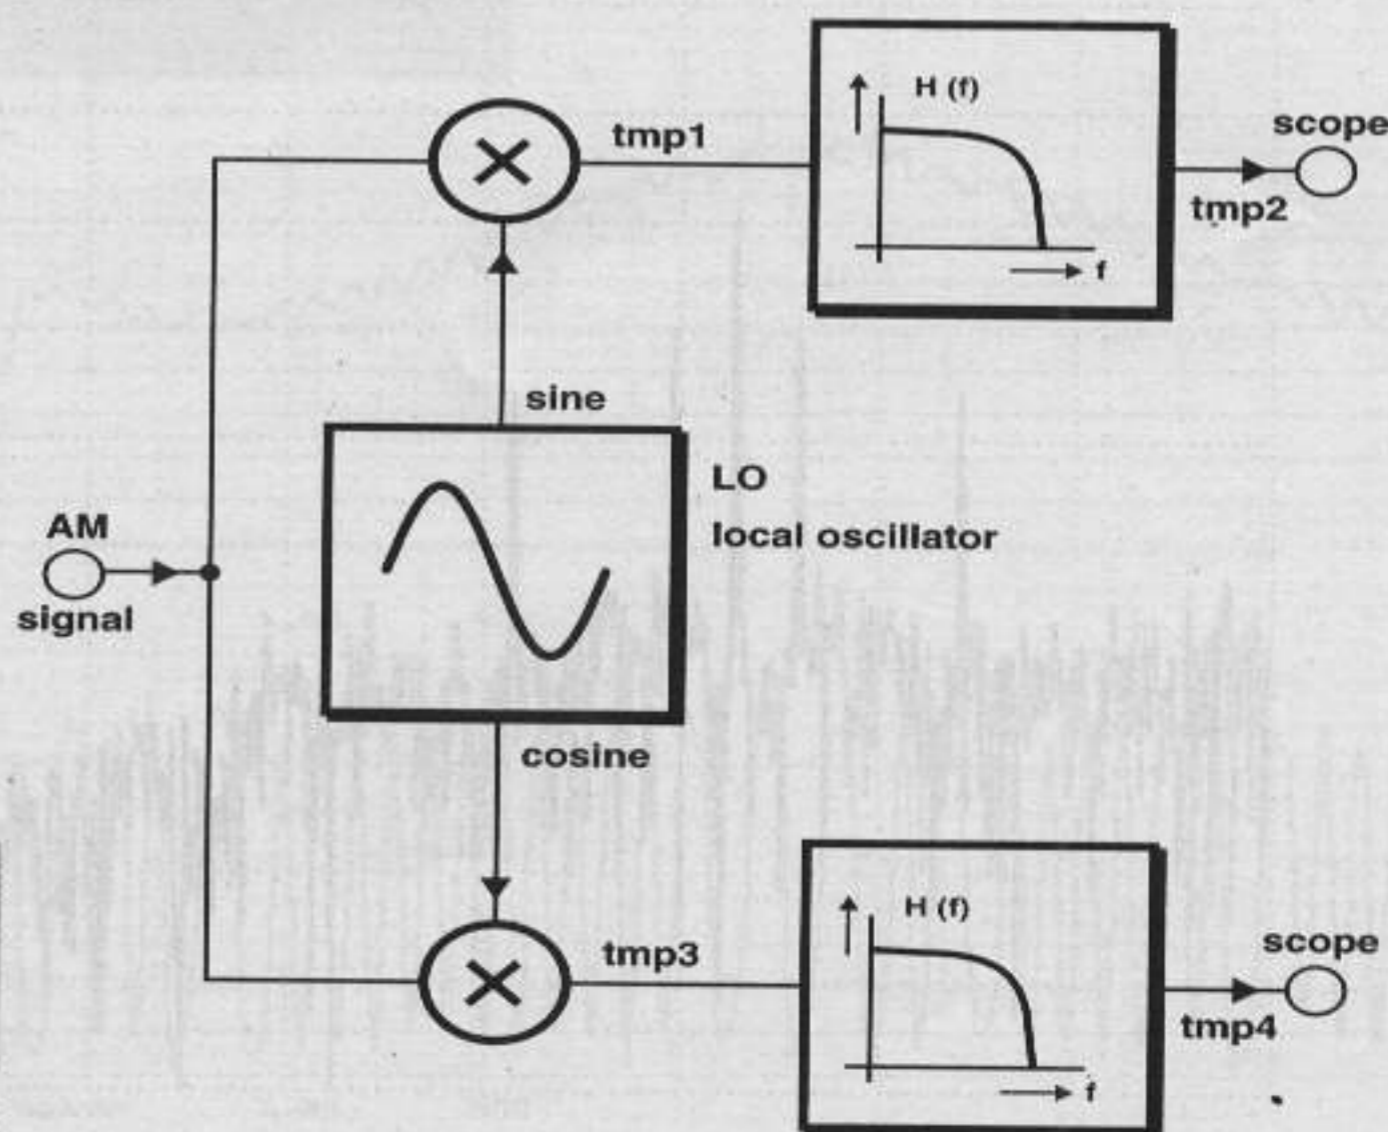 H (f)
tmp1
scope
tmp2
f
sine
LO
local oscillator
AM
signal
cosine
H (f)
tmp3
scope
tmp4
f